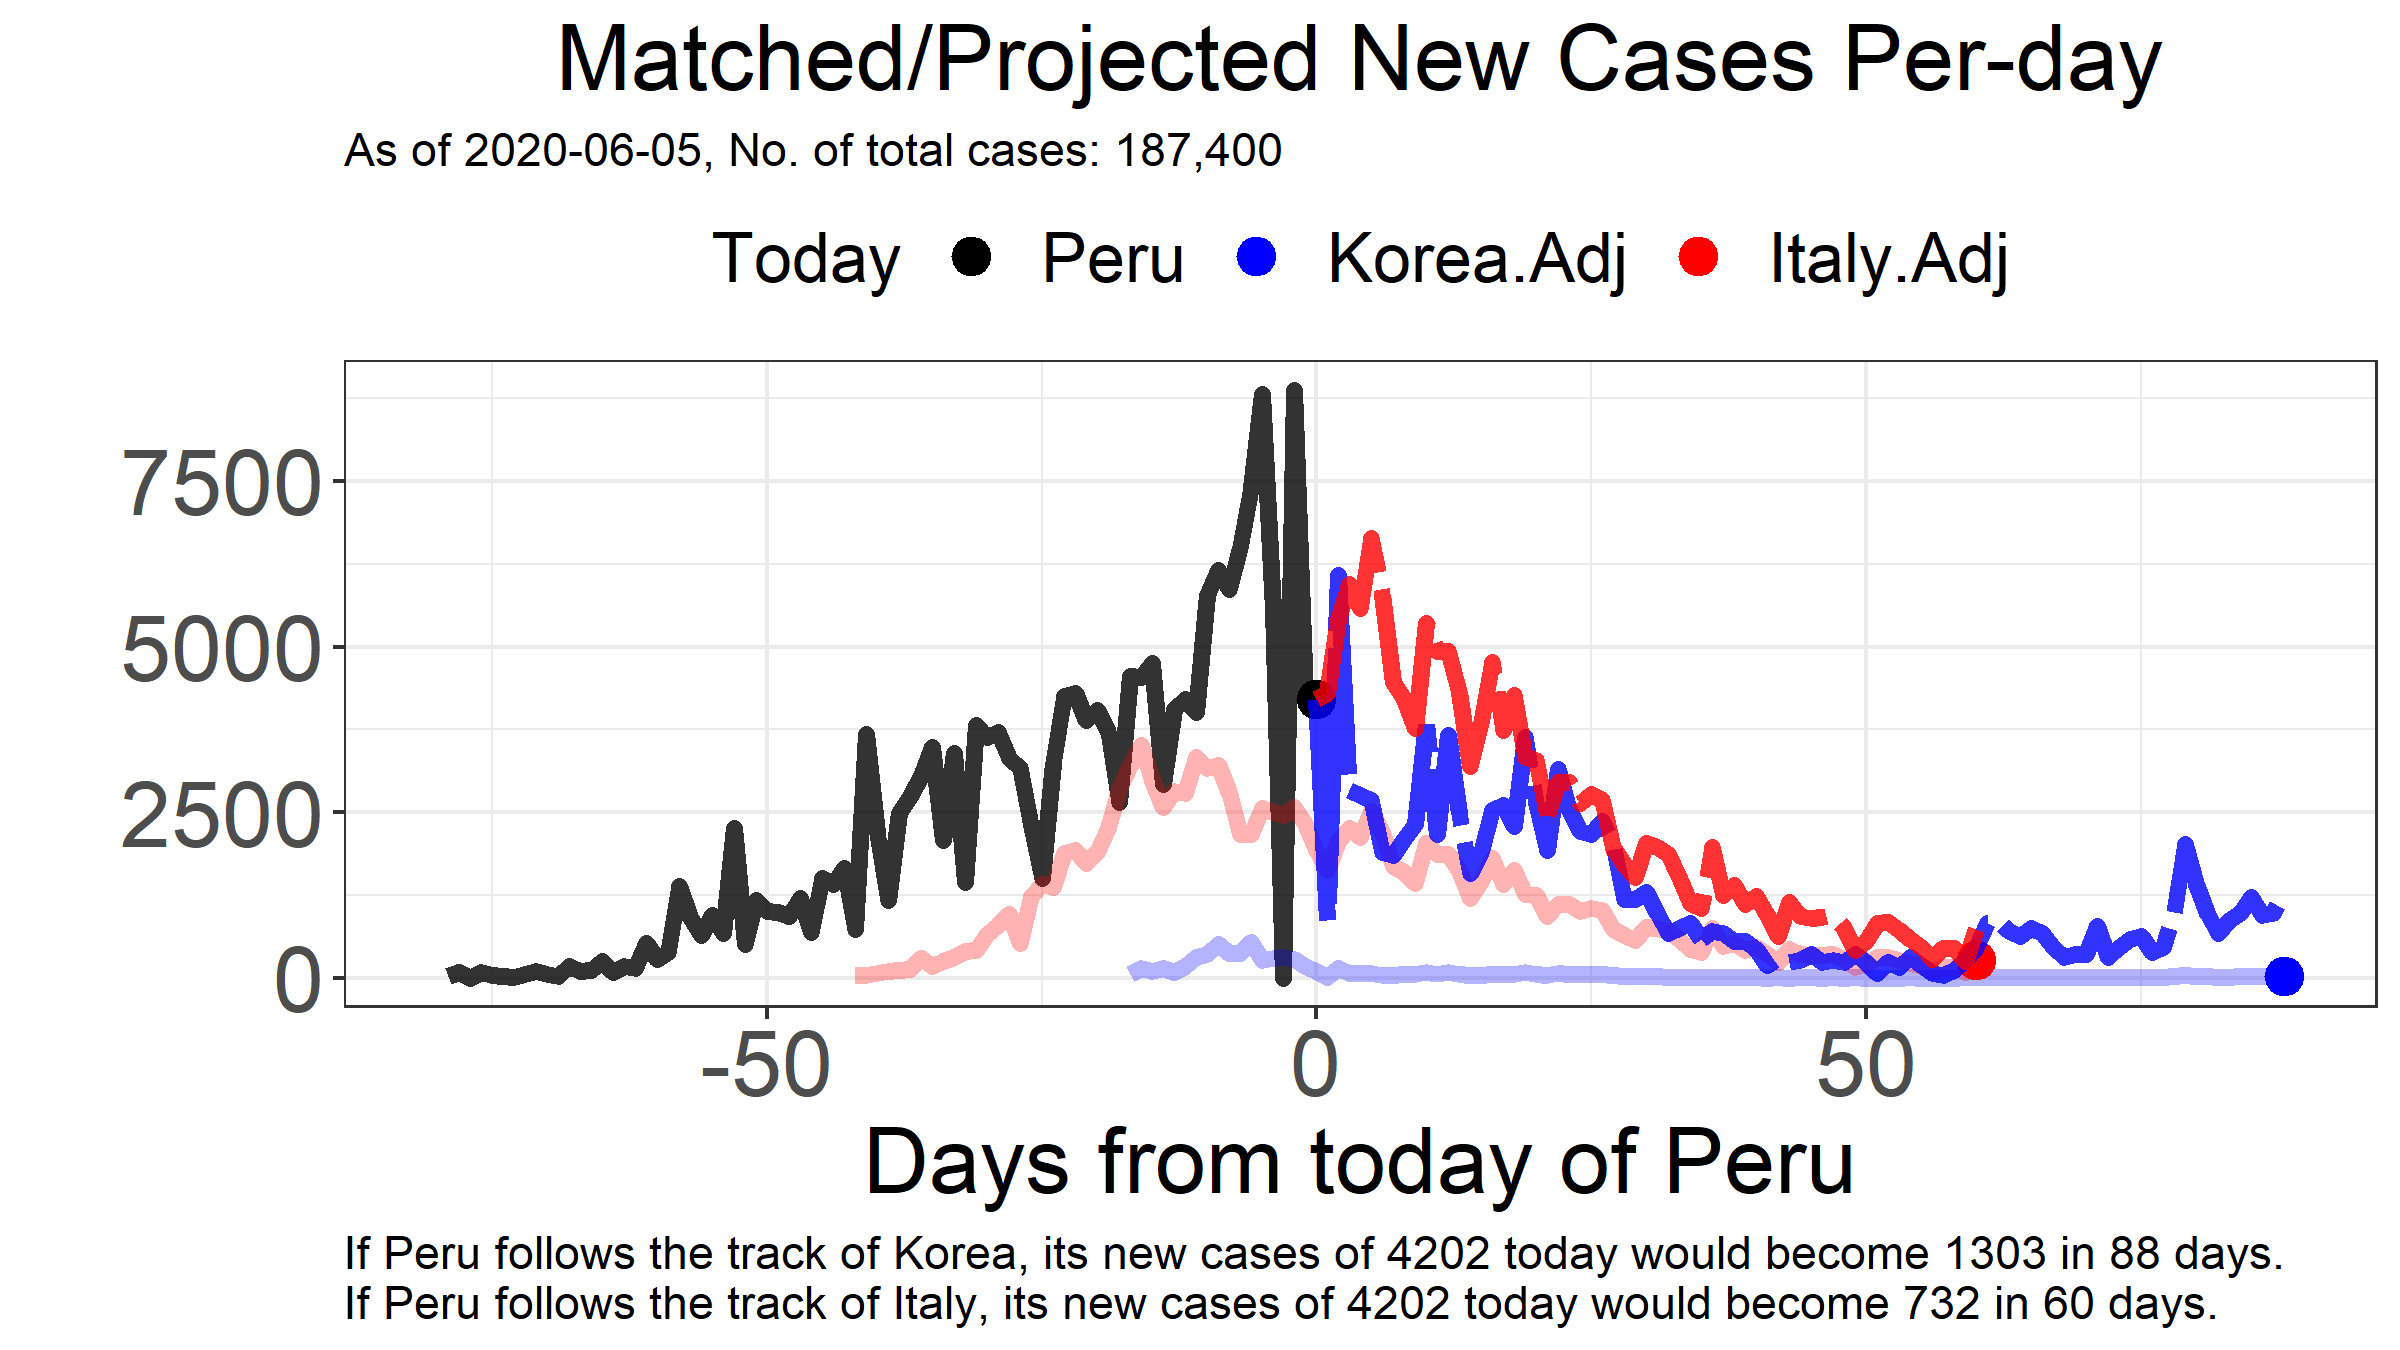 Matched/Projected New Cases Per-day
As of 2020-06-05, No. of total cases: 187,400
Today Peru Korea.Adj Italy.Adj
7500
5000
2500
0
-50 0 50
Days from today of Peru
If Peru follows the track of Korea, its new cases of 4202 today would become 1303 in 88 days.
If Peru follows the track of Italy, its new cases of 4202 today would become 732 in 60 days.